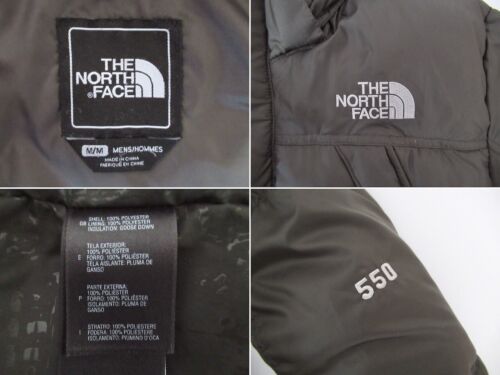 THE
NORTH
®FACE
M/M MENS/HOMMES
MADE IN CHINA
FABRIQUÉ EN CHINE
THE
NORTH
FACE
SHELL: 100% POLYESTER
GB LINING: 100% POLYESTER
INSULATION: GOOSE DOWN
TELA EXTERIOR:
100% POLIÉSTER
E FORRO: 100% POLIÉSTER
TELA AISLANTE: PLUMA DE
GANSO
PARTE EXTERNA:
100% POLIÉSTER
P FORRO: 100% POLIÉSTER
ISOLAMENTO: PLUMA DE
GANSO
STRATO: 100% POLIESTERE
I FODERA: 100% POLIESTERE
ISOLAMENTO: PIUMINO D'OCA
550